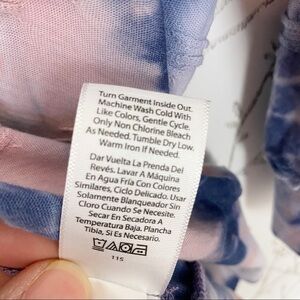 Turn Garment Inside Out.
Machine Wash Cold With
Like Colors, Gentle Cycle.
Only Non Chlorine Bleach
As Needed. Tumble Dry Low.
Warm Iron If Needed.
Dar Vuelta La Prenda Del
Revés. Lavar A Máquina
En Agua Fría Con Colores
Similares, Ciclo Delicado. Usar
Solamente Blanqueador Sin
Cloro Cuando Se Necesite.
Secar En Secadora A
Temperatura Baja. Plancha
Tibia, Si Es Necesario.
115